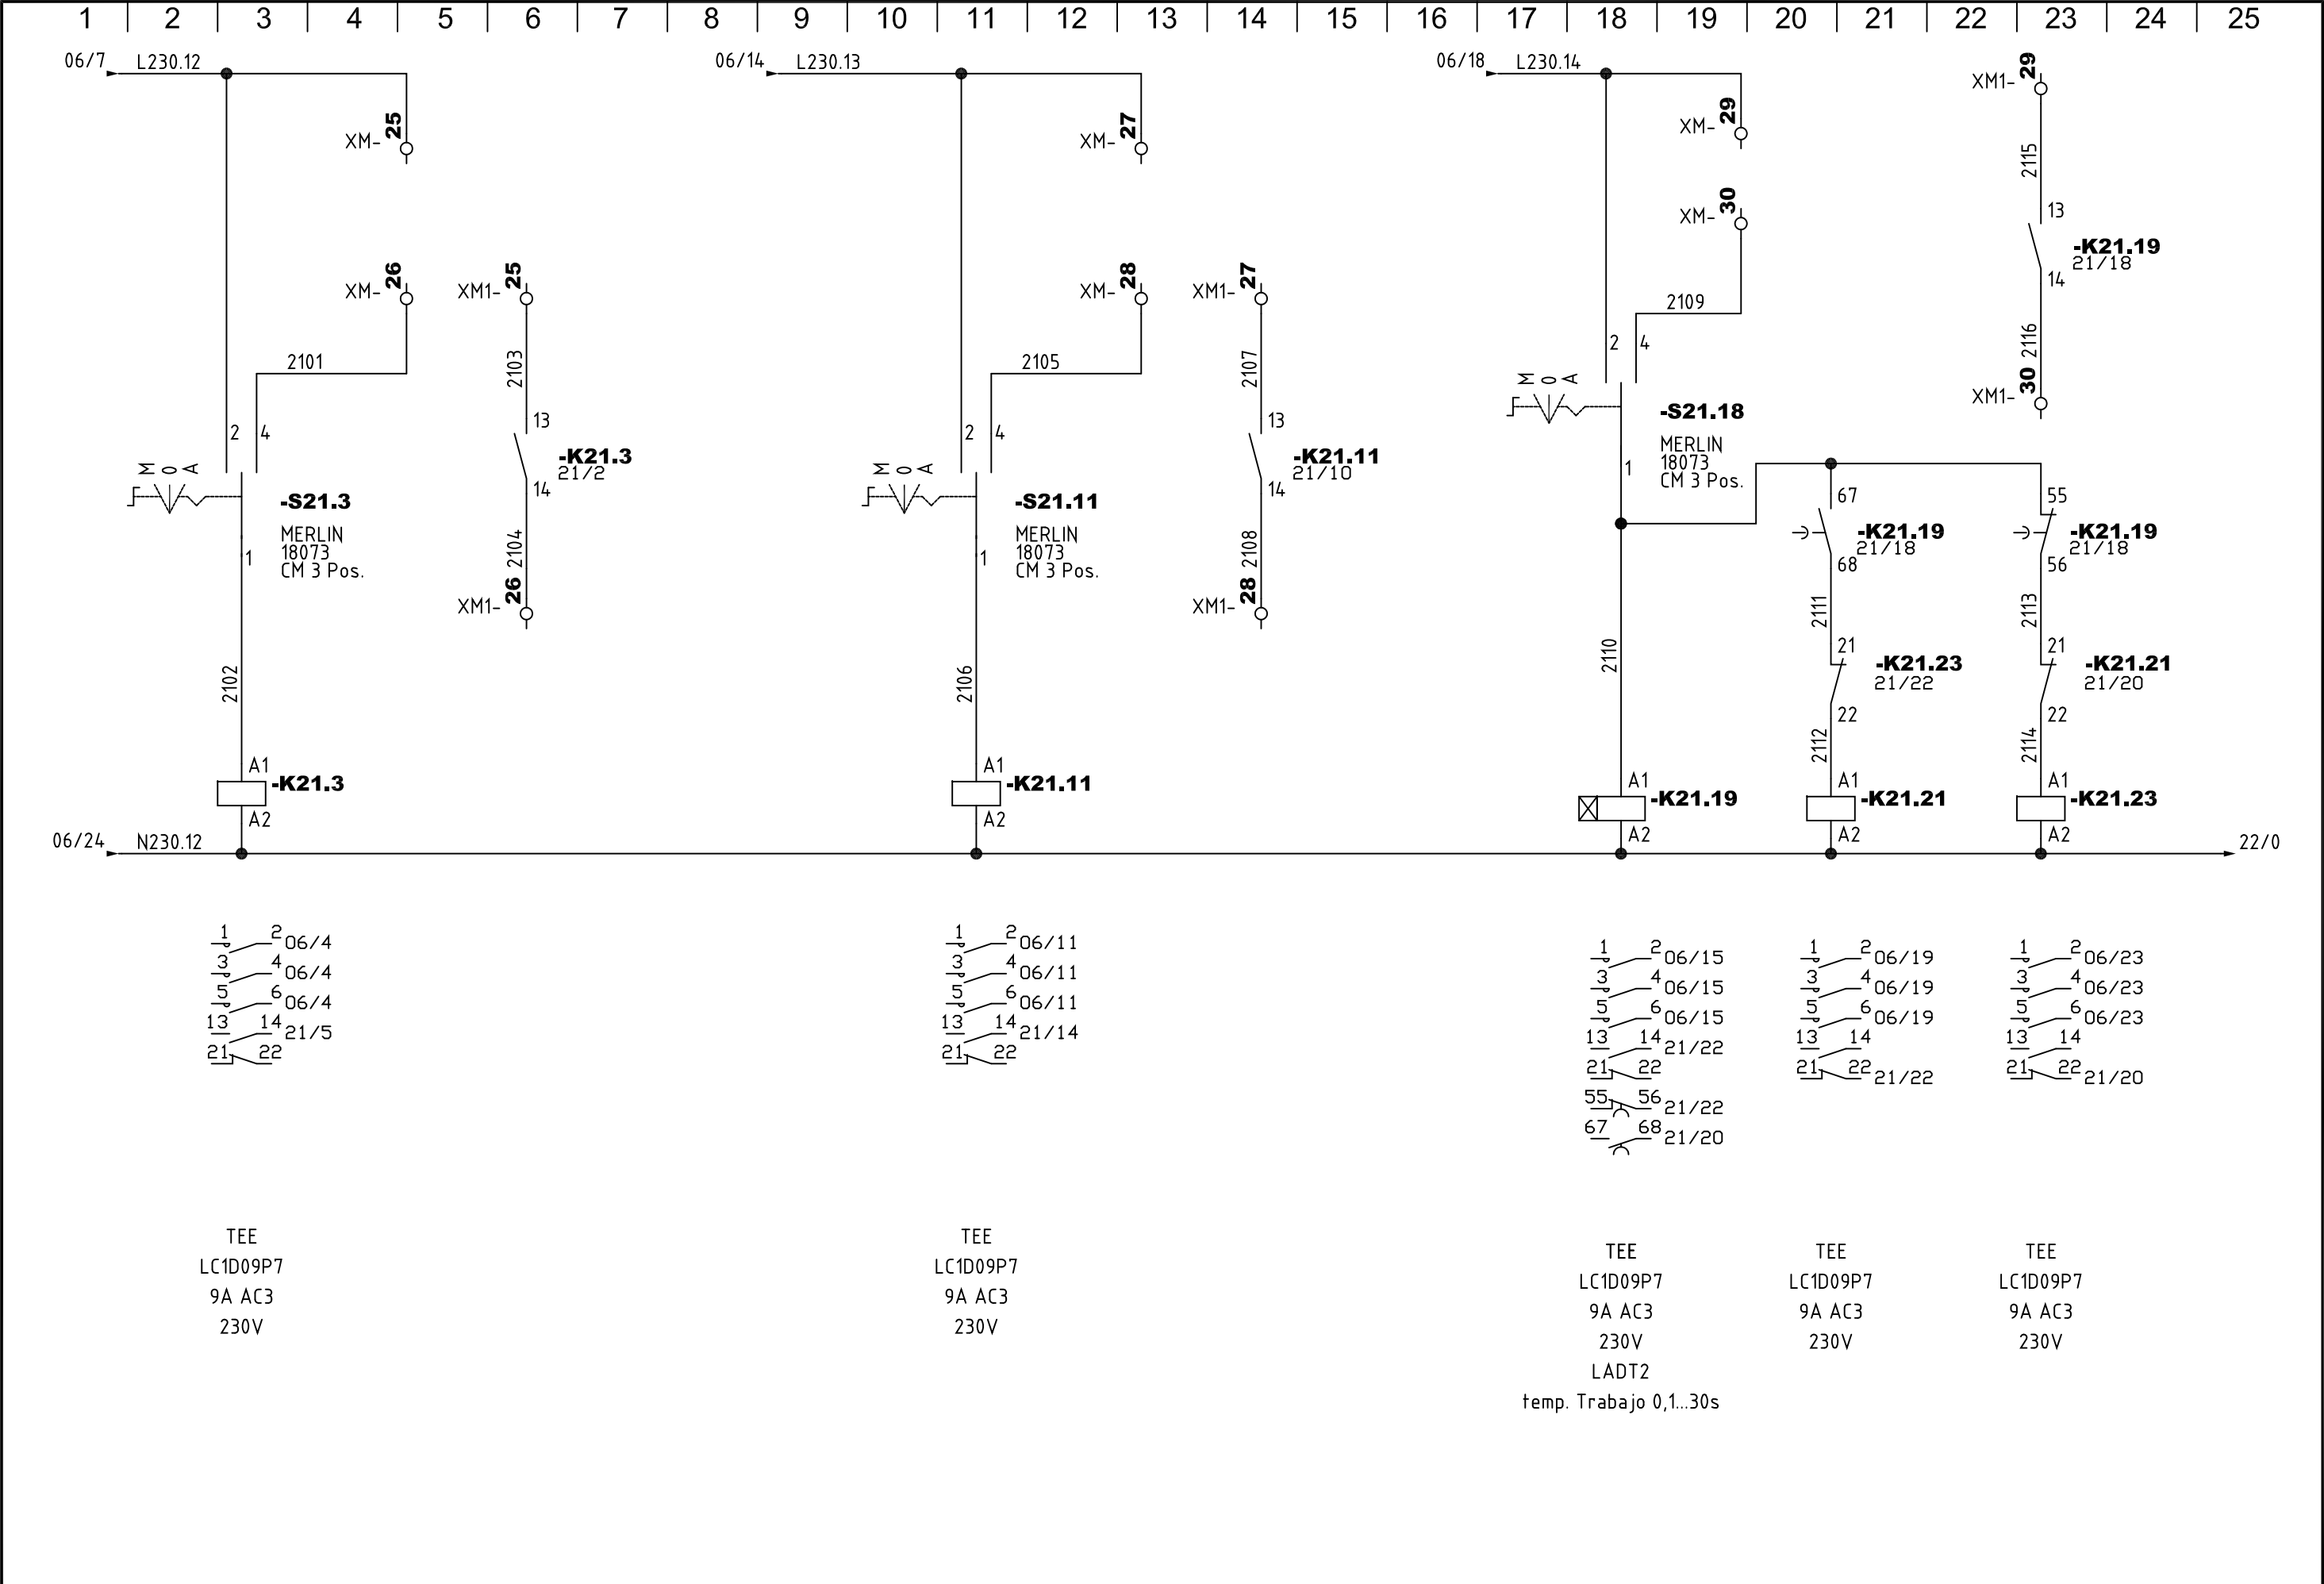 1 2 3 4 5 6 7 8 9 10 11 12 13 14 15 16 17 18 19 20 21 22 23 24 25
06/7 L230.12
XM- 25
XM- 26
2101
2 4
M 0 A
-S21.3
MERLIN
18073
CM 3 Pos.
1
2102
A1
-K21.3
A2
06/24 N230.12
XM1- 25
2103
13
-K21.3
21/2
14
2104
XM1- 26
06/14 L230.13
XM- 27
XM- 28
2105
2 4
M 0 A
-S21.11
MERLIN
18073
CM 3 Pos.
1
2106
A1
-K21.11
A2
XM1- 27
2107
13
-K21.11
21/10
14
2108
XM1- 28
06/18 L230.14
XM- 29
XM- 30
2109
2 4
M 0 A
-S21.18
MERLIN
18073
CM 3 Pos.
1
2110
A1
-K21.19
A2
67
-K21.19
21/18
68
2111
21
-K21.23
21/22
22
2112
A1
-K21.21
A2
XM1- 29
2115
13
-K21.19
21/18
14
2116
XM1- 30
55
-K21.19
21/18
56
2113
21
-K21.21
21/20
22
2114
A1
-K21.23
A2
22/0
1 2 06/4
3 4 06/4
5 6 06/4
13 14 21/5
21 22
1 2 06/11
3 4 06/11
5 6 06/11
13 14 21/14
21 22
1 2 06/15
3 4 06/15
5 6 06/15
13 14 21/22
21 22
55 56 21/22
67 68 21/20
1 2 06/19
3 4 06/19
5 6 06/19
13 14
21 22 21/22
1 2 06/23
3 4 06/23
5 6 06/23
13 14
21 22 21/20
TEE
LC1D09P7
9A AC3
230V
TEE
LC1D09P7
9A AC3
230V
TEE
LC1D09P7
9A AC3
230V
LADT2
temp. Trabajo 0,1...30s
TEE
LC1D09P7
9A AC3
230V
TEE
LC1D09P7
9A AC3
230V